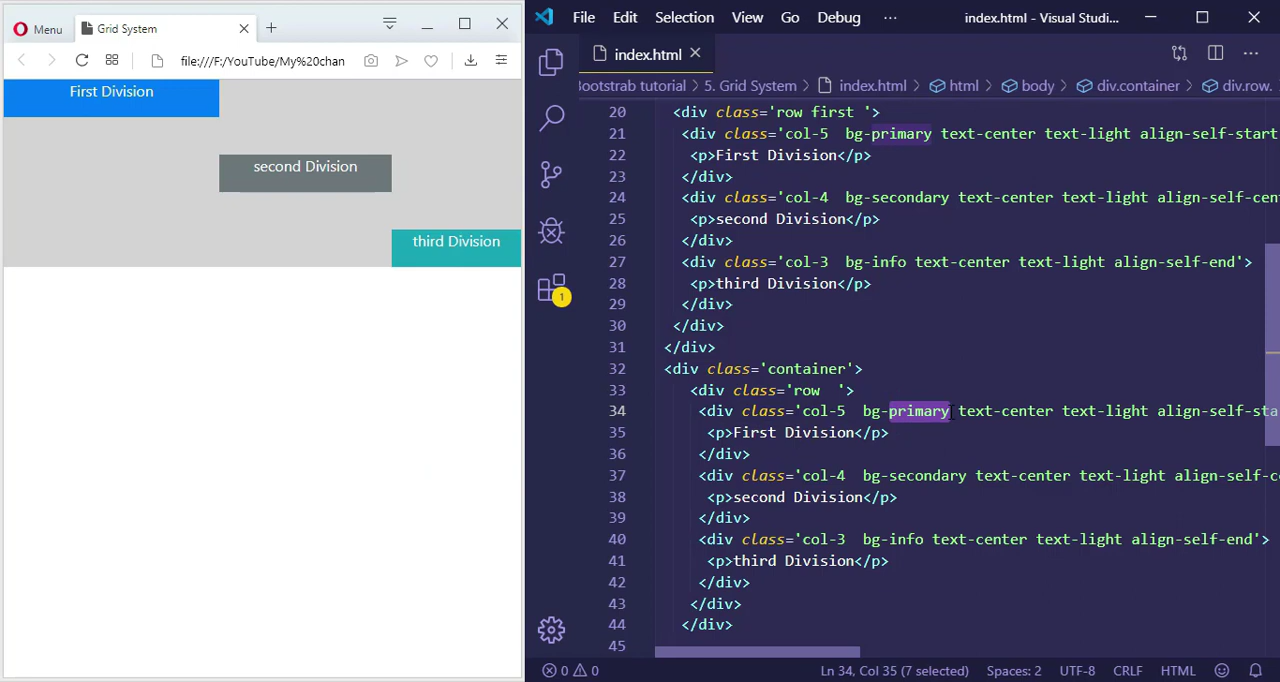 Menu
Grid System
file:///F:/YouTube/My%20chan
First Division
second Division
third Division
File Edit Selection View Go Debug ··· index.html - Visual Studi...
index.html
Bootstrap tutorial > 5. Grid System > index.html > html > body > div.container > div.row.
20 <div class='row first '>
21 <div class='col-5  bg-primary text-center text-light align-self-start
22 <p>First Division</p>
23 </div>
24 <div class='col-4  bg-secondary text-center text-light align-self-cen
25 <p>second Division</p>
26 </div>
27 <div class='col-3  bg-info text-center text-light align-self-end'>
28 <p>third Division</p>
29 </div>
30 </div>
31 </div>
32 <div class='container'>
33 <div class='row  '>
34 <div class='col-5  bg-primary text-center text-light align-self-sta
35 <p>First Division</p>
36 </div>
37 <div class='col-4  bg-secondary text-center text-light align-self-c
38 <p>second Division</p>
39 </div>
40 <div class='col-3  bg-info text-center text-light align-self-end'>
41 <p>third Division</p>
42 </div>
43 </div>
44 </div>
45
1
0 0 Ln 34, Col 35 (7 selected) Spaces: 2 UTF-8 CRLF HTML